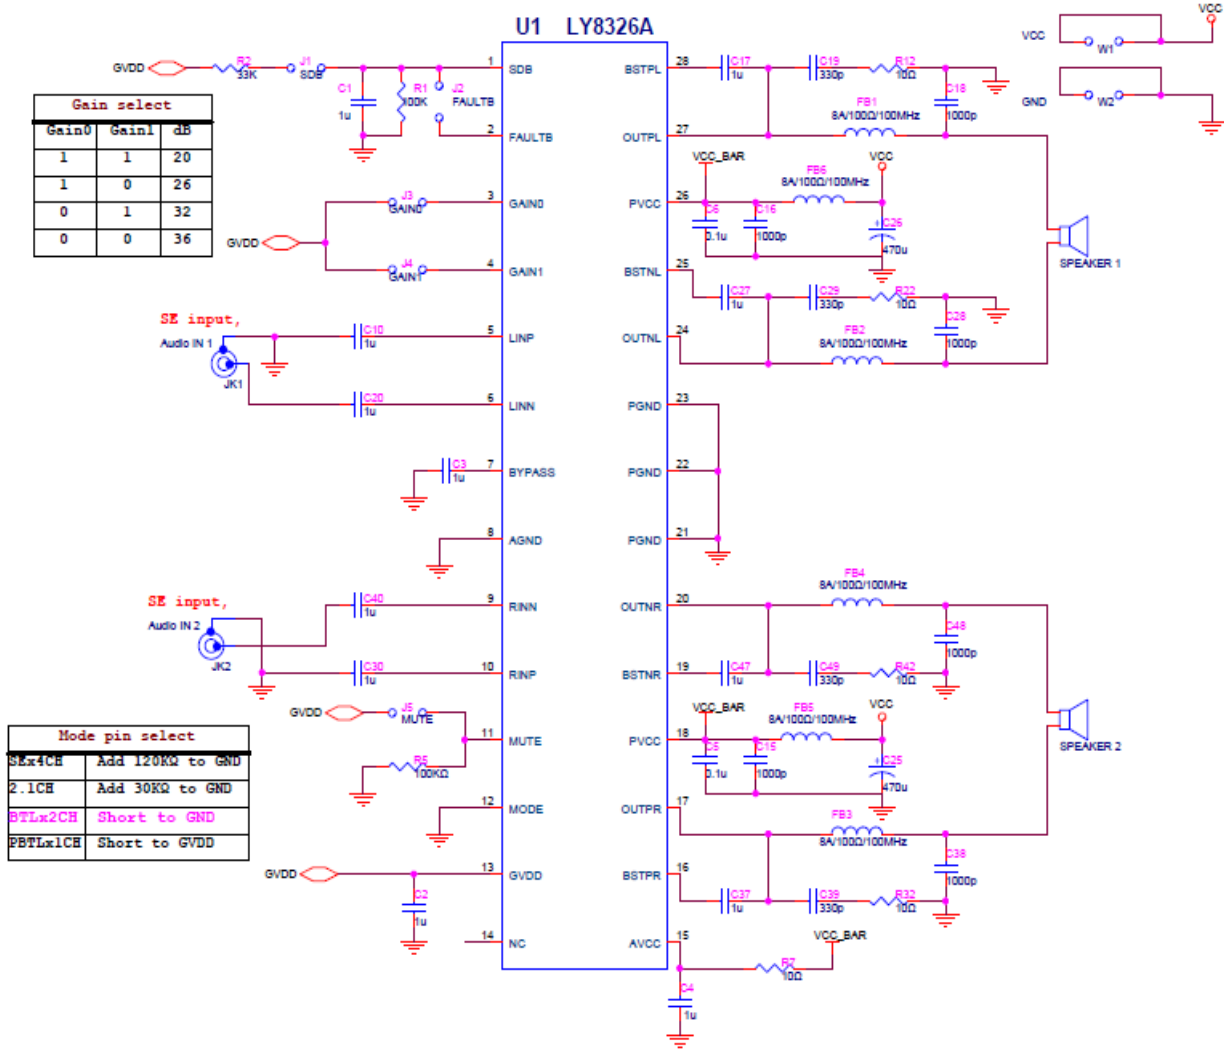 U1 LY8326A
VCC
VCC
W1
GND
W2
GVDD
R2
33K
J1
SDB
C1
1u
R1
100K
J2
FAULTB
1
SDB
2
FAULTB
Gain select
Gain0 Gain1 dB
1 1 20
1 0 26
0 1 32
0 0 36
GVDD
J3
GAIN0
3
GAIN0
J4
GAIN1
4
GAIN1
SE input,
Audio IN 1
JK1
C10
1u
5
LINP
C20
1u
6
LINN
C3
1u
7
BYPASS
8
AGND
SE input,
Audio IN 2
JK2
C40
1u
9
RINN
C30
1u
10
RINP
GVDD
J5
MUTE
11
MUTE
R5
100KΩ
12
MODE
Mode pin select
SEx4CH Add 120KΩ to GND
2.1CH Add 30KΩ to GND
BTLx2CH Short to GND
PBTLx1CH Short to GVDD
GVDD
13
GVDD
C2
1u
14
NC
BSTPL
28
C17
1u
C19
330p
R12
10Ω
C18
1000p
FB1
8A/100Ω/100MHz
OUTPL
27
VCC_BAR
FB6
8A/100Ω/100MHz
VCC
PVCC
26
C6
0.1u
C16
1000p
C26
470u
SPEAKER 1
BSTNL
25
C27
1u
C29
330p
R22
10Ω
C28
1000p
OUTNL
24
FB2
8A/100Ω/100MHz
PGND
23
PGND
22
PGND
21
FB4
8A/100Ω/100MHz
OUTNR
20
C48
1000p
BSTNR
19
C47
1u
C49
330p
R42
10Ω
VCC_BAR
FB5
8A/100Ω/100MHz
VCC
PVCC
18
C5
0.1u
C15
1000p
C25
470u
SPEAKER 2
OUTPR
17
FB3
8A/100Ω/100MHz
C38
1000p
BSTPR
16
C37
1u
C39
330p
R32
10Ω
AVCC
15
VCC_BAR
R7
10Ω
C4
1u